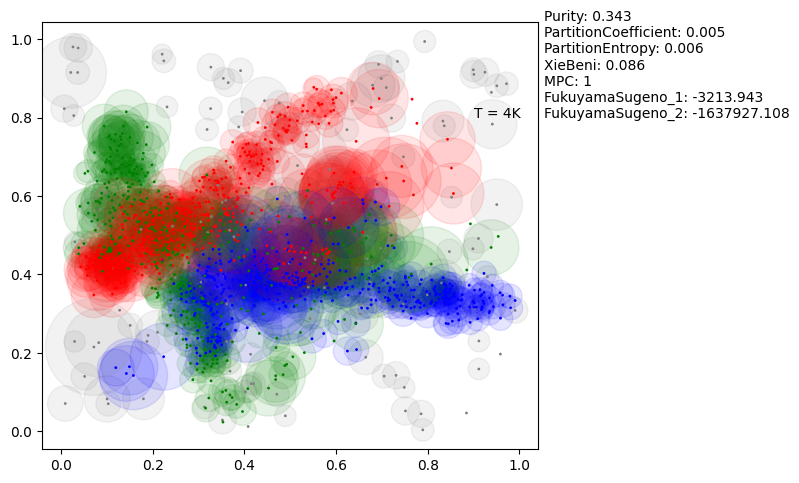 Purity: 0.343
PartitionCoefficient: 0.005
PartitionEntropy: 0.006
XieBeni: 0.086
MPC: 1
FukuyamaSugeno_1: -3213.943
FukuyamaSugeno_2: -1637927.108
T = 4K
1.0
0.8
0.6
0.4
0.2
0.0
0.0 0.2 0.4 0.6 0.8 1.0